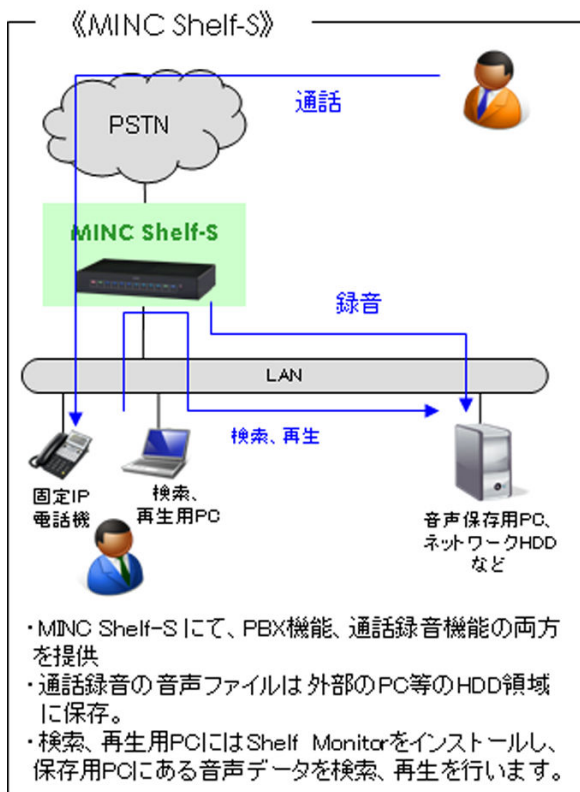 《MINC Shelf-S》
通話
PSTN
MINC Shelf-S
録音
LAN
検索、再生
固定IP
電話機
検索、
再生用PC
音声保存用PC、
ネットワークHDD
など
・MINC Shelf-Sにて、PBX機能、通話録音機能の両方
を提供
・通話録音の音声ファイルは外部のPC等のHDD領域
に保存。
・検索、再生用PCにはShelf Monitorをインストールし、
保存用PCにある音声データを検索、再生を行います。